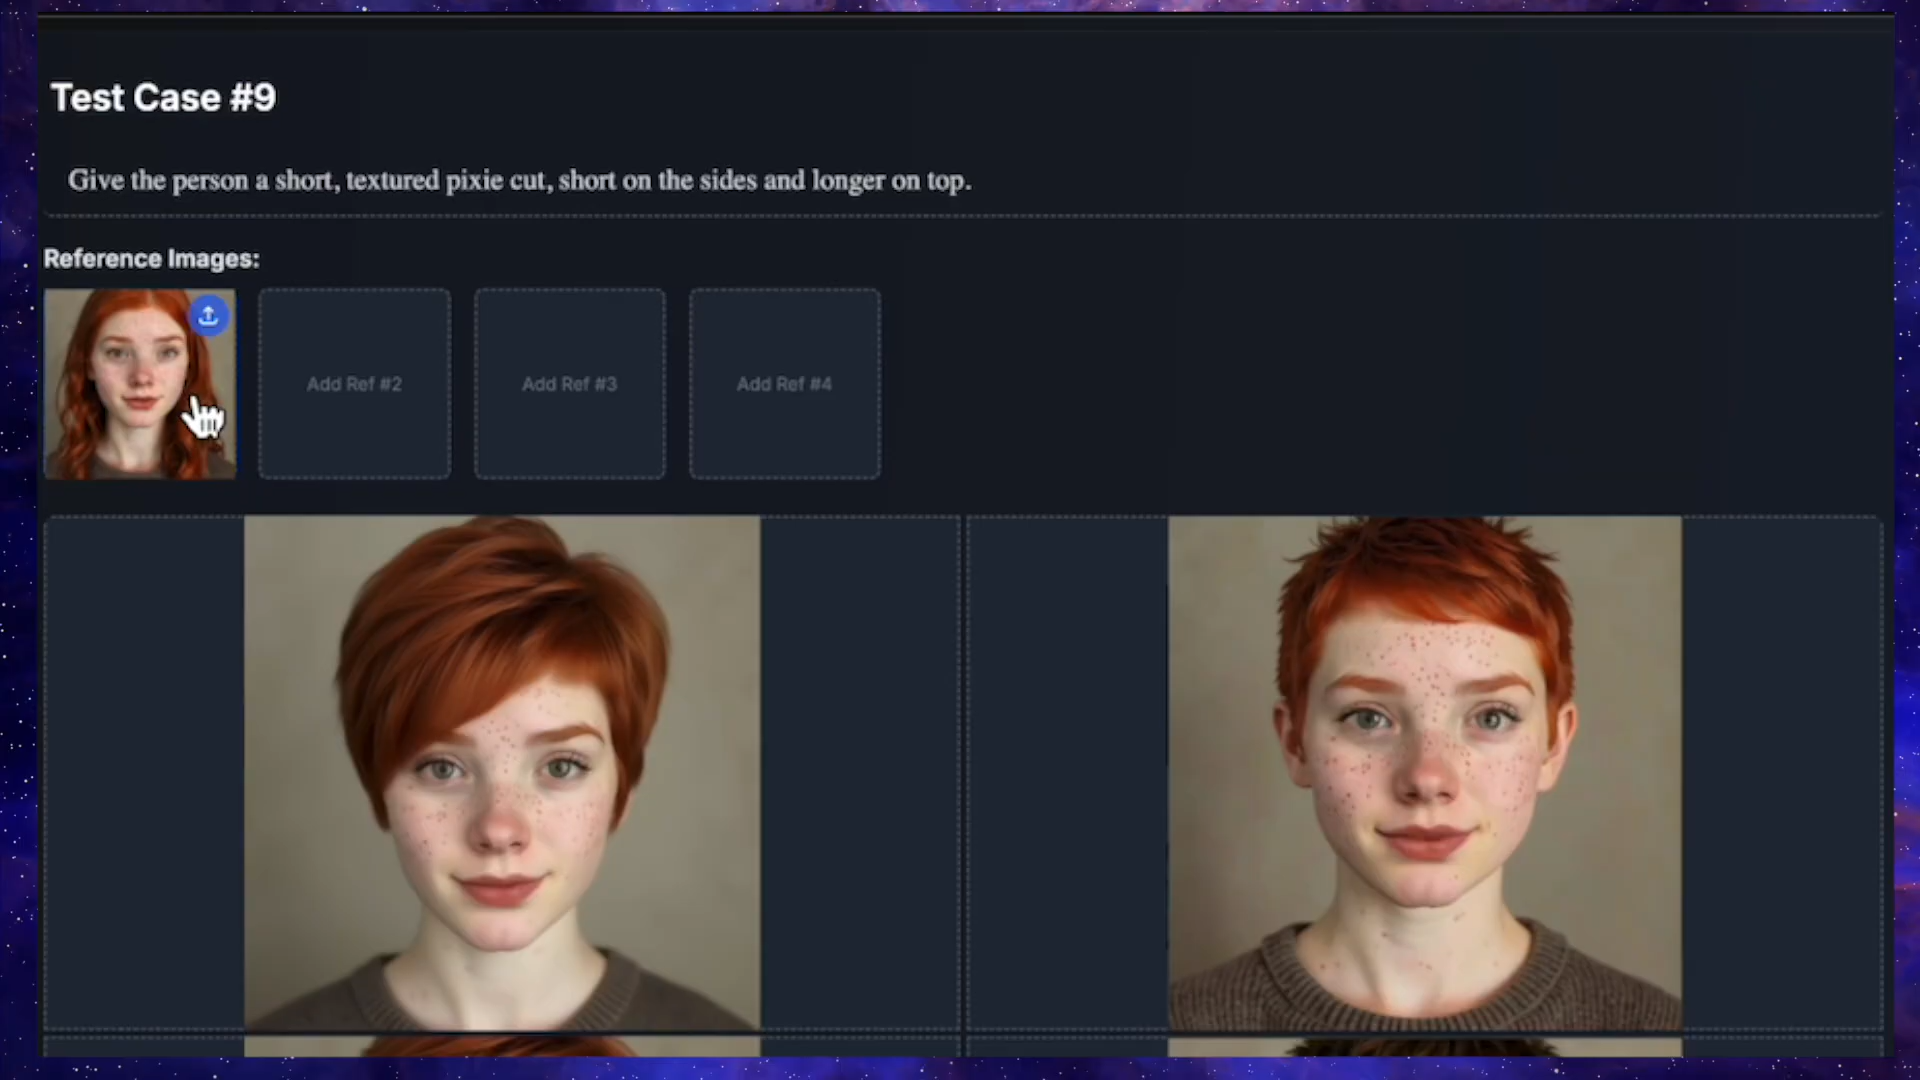 Test Case #9
Give the person a short, textured pixie cut, short on the sides and longer on top.
Reference Images:
Add Ref #2
Add Ref #3
Add Ref #4